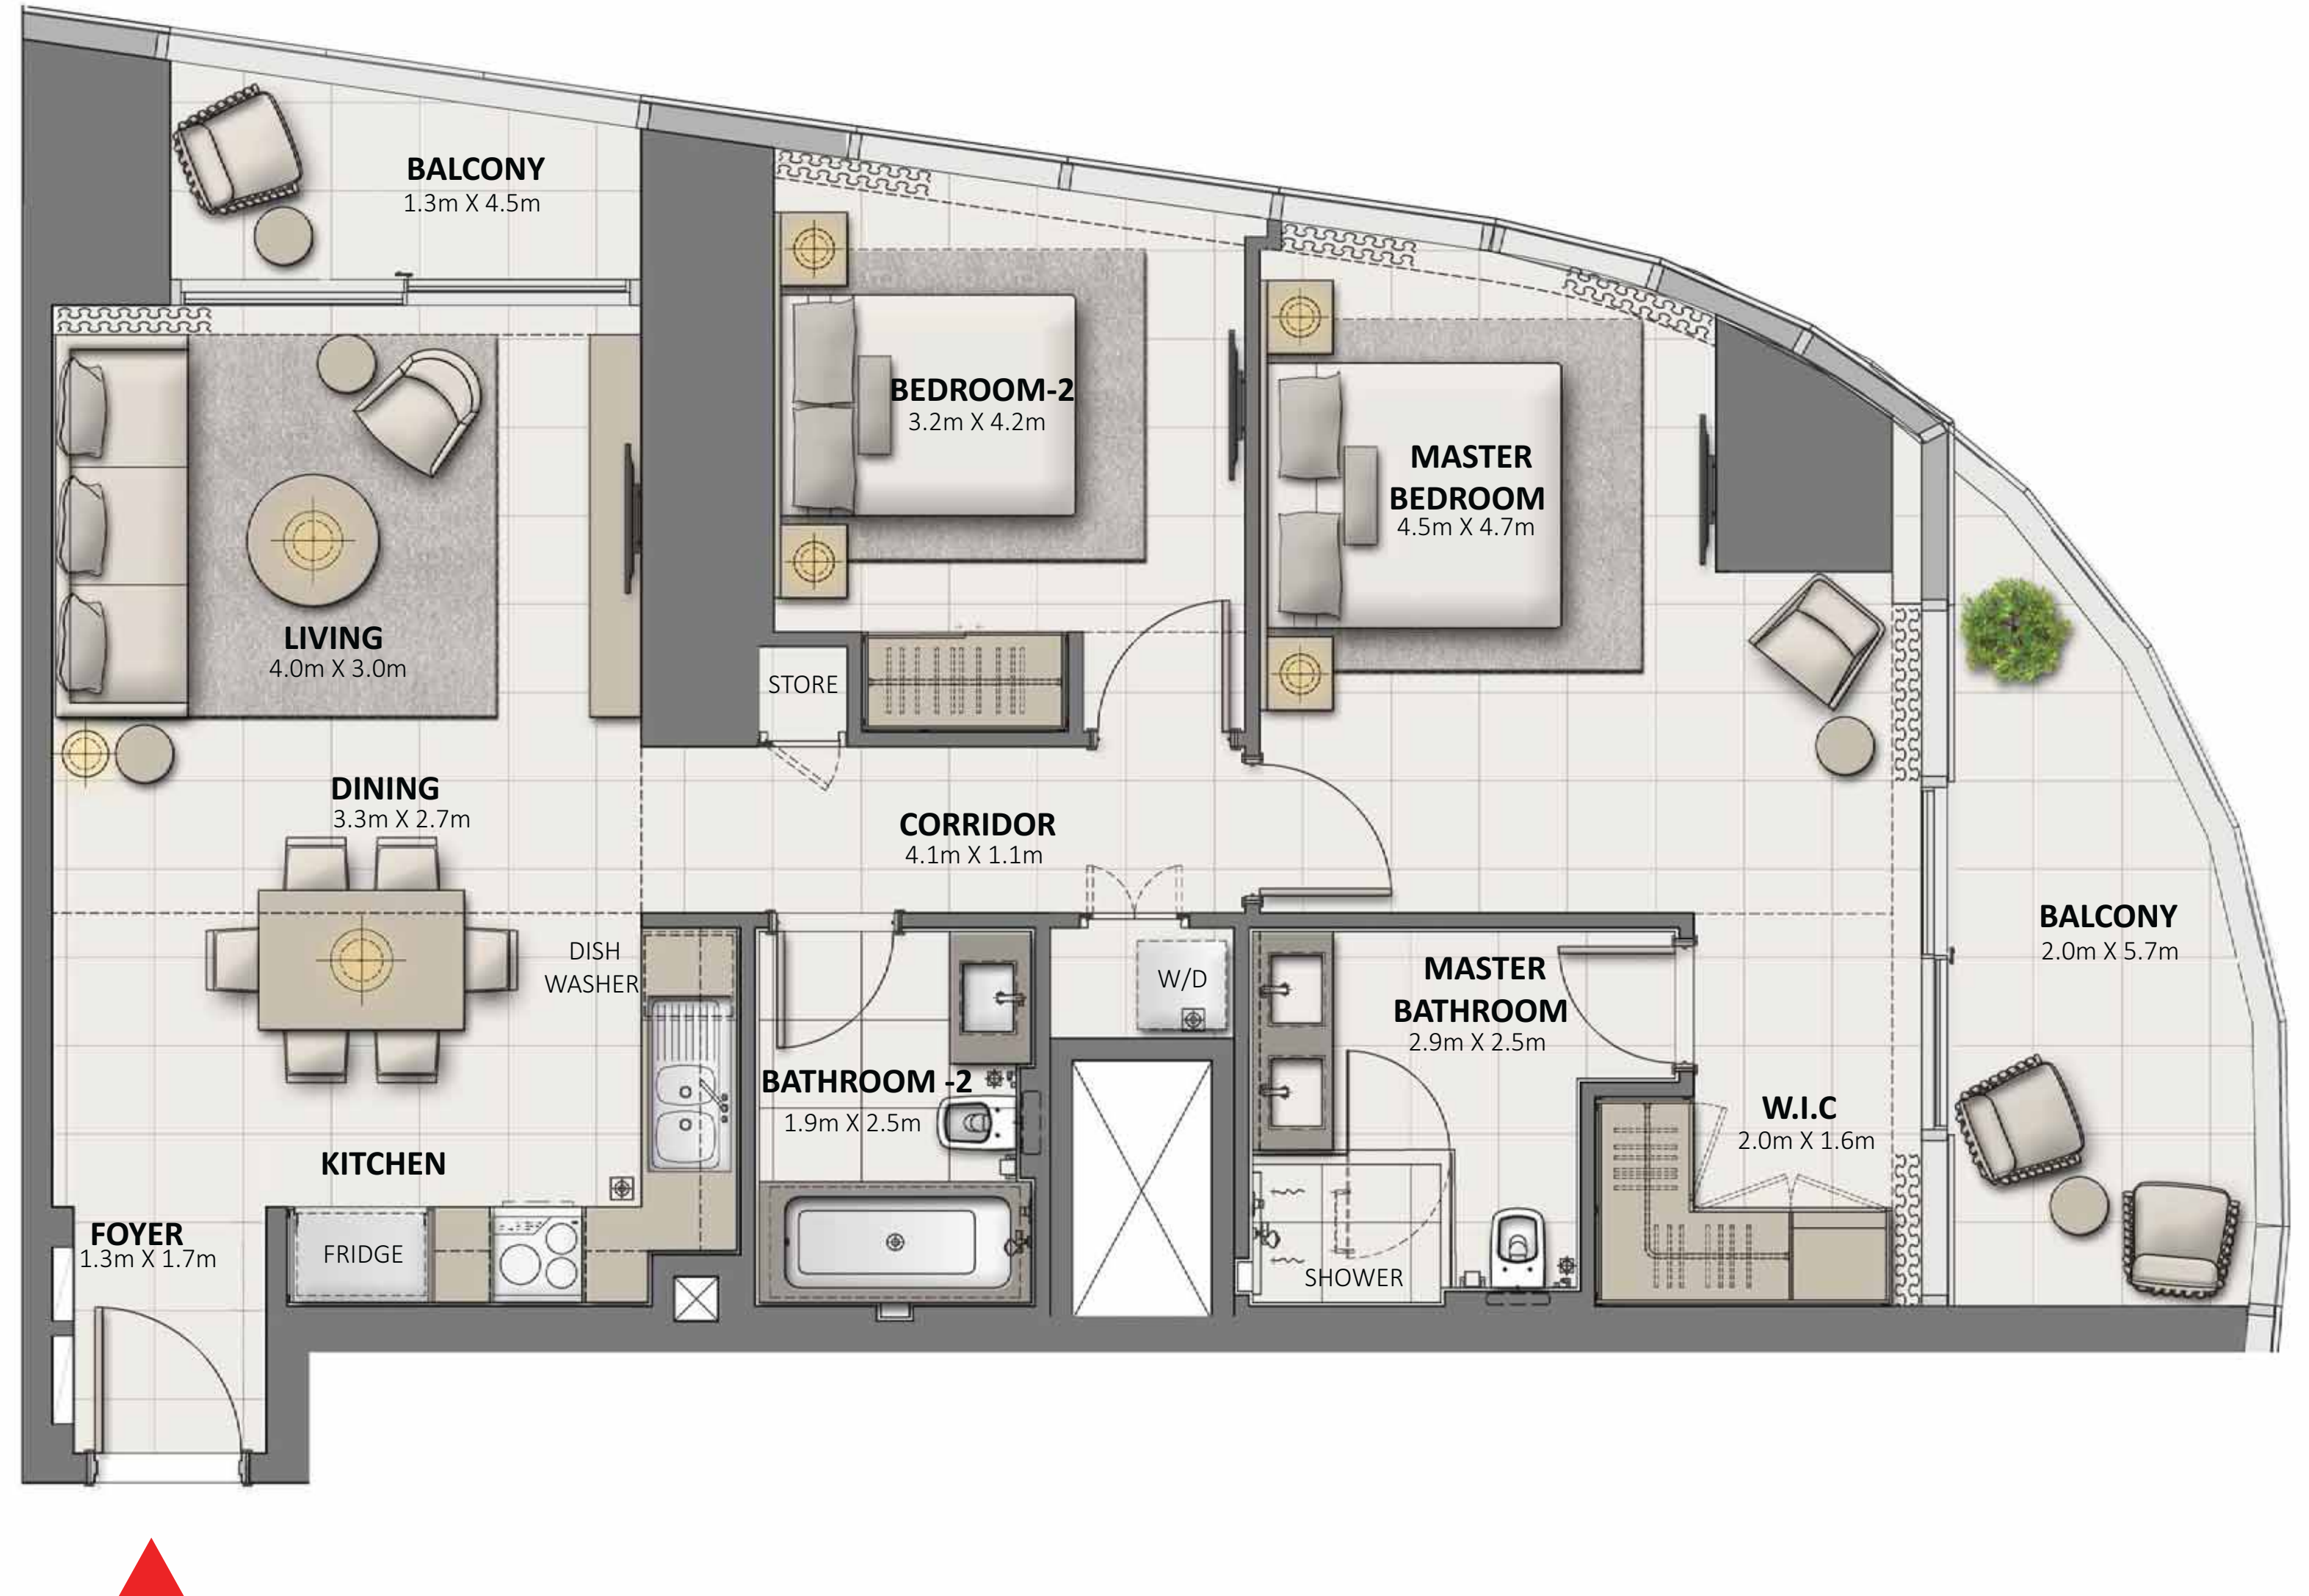 BALCONY
1.3m X 4.5m
BEDROOM-2
3.2m X 4.2m
MASTER
BEDROOM
4.5m X 4.7m
LIVING
4.0m X 3.0m
STORE
DINING
3.3m X 2.7m
CORRIDOR
4.1m X 1.1m
BALCONY
2.0m X 5.7m
DISH
WASHER
W/D
MASTER
BATHROOM
2.9m X 2.5m
BATHROOM -2
1.9m X 2.5m
W.I.C
2.0m X 1.6m
KITCHEN
FOYER
1.3m X 1.7m
FRIDGE
SHOWER